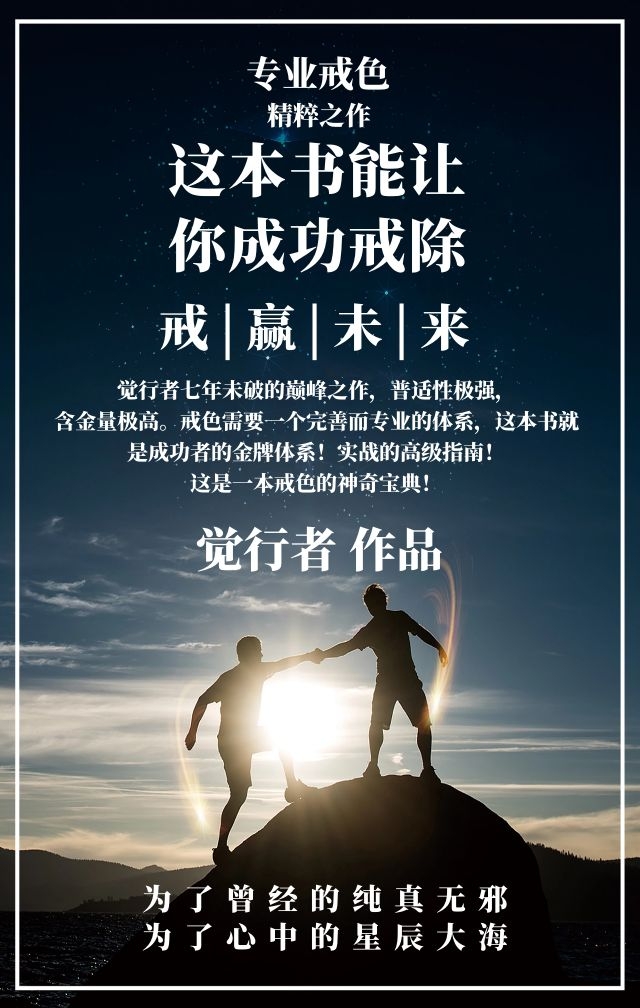 专业戒色
精粹之作
这本书能让
你成功戒除
戒|赢|未|来
觉行者七年未破的巅峰之作，普适性极强，
含金量极高。戒色需要一个完善而专业的体系，这本书就
是成功者的金牌体系！实战的高级指南！
这是一本戒色的神奇宝典！
觉行者 作品
为了曾经的纯真无邪
为了心中的星辰大海